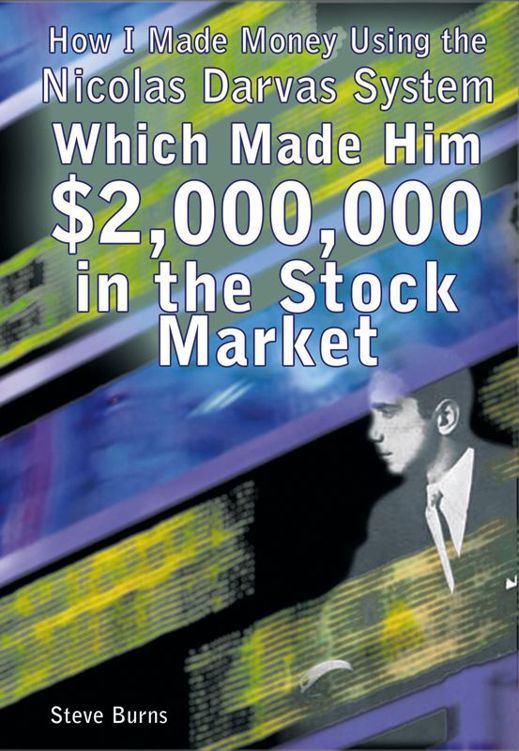 How I Made Money Using the
Nicolas Darvas System
Which Made Him
$2,000,000
in the Stock
Market
Steve Burns